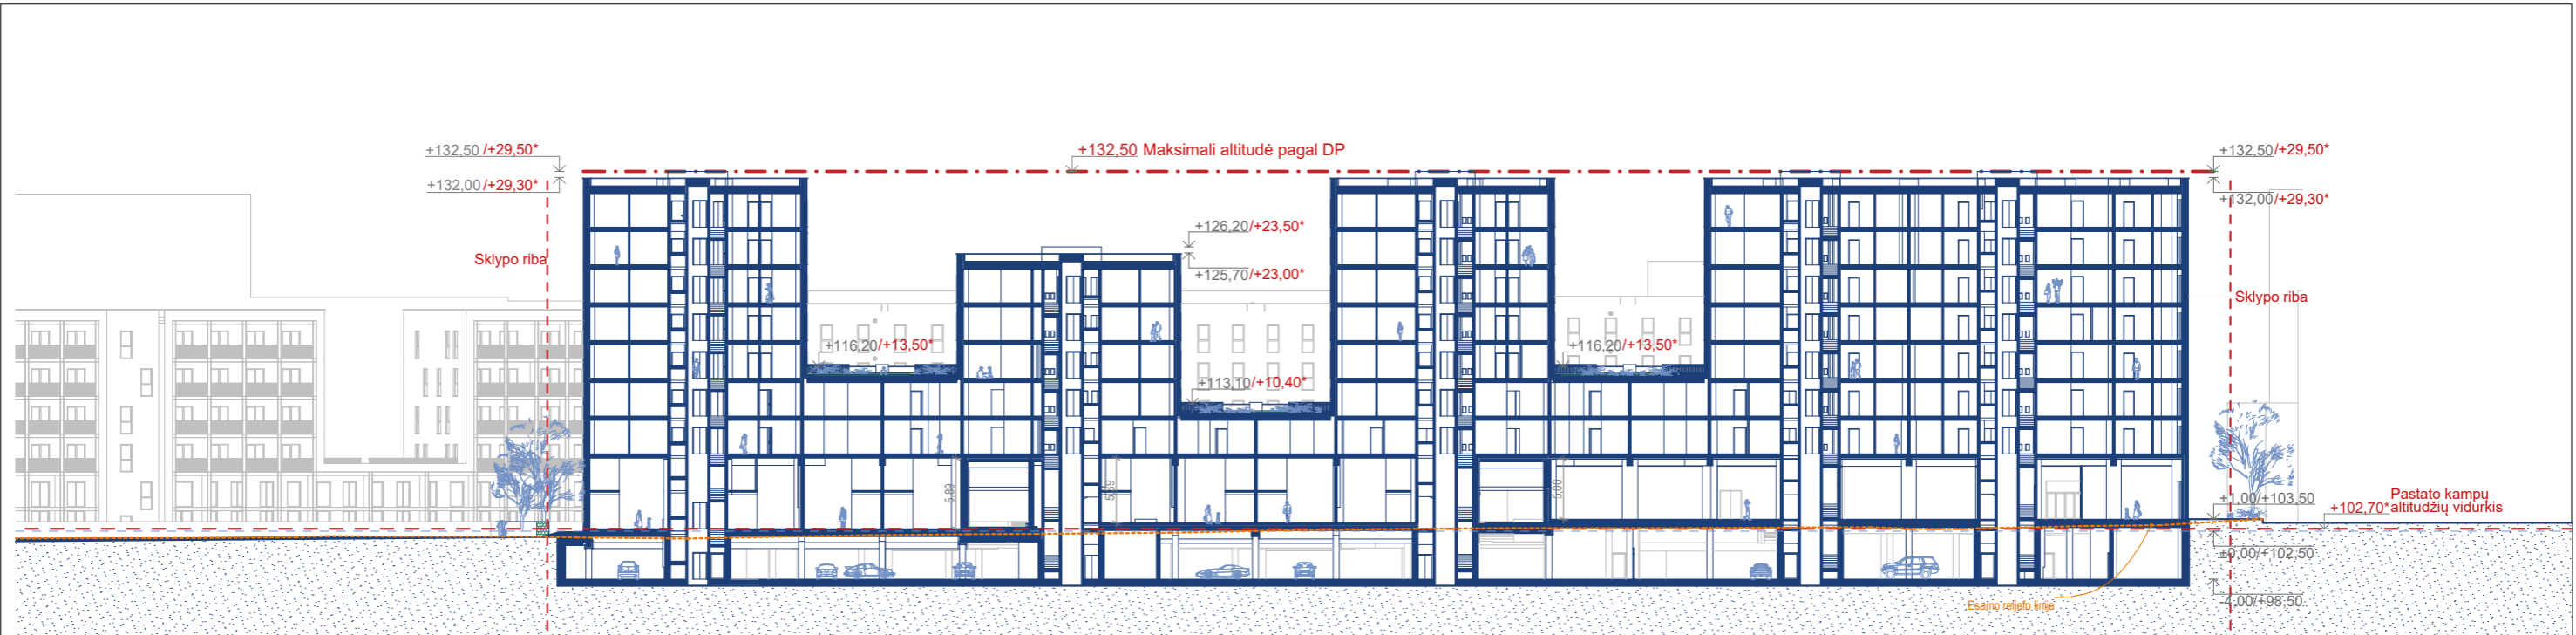 +132,50 /+29,50*
+132,50 Maksimali altitudė pagal DP
+132,50/+29,50*
+132,00 /+29,30*
+132,00/+29,30*
+126,20/+23,50*
Sklypo riba
+125,70/+23,00*
Sklypo riba
+116,20/+13,50*
+116,20/+13,50*
+113,10/+10,40*
5,89
5,89
5,00
+1,00/+103,50
Pastato kampu
+102,70* altitudžių vidurkis
±0,00/+102,50
-4,00/+98,50
Esamo reljefo linija